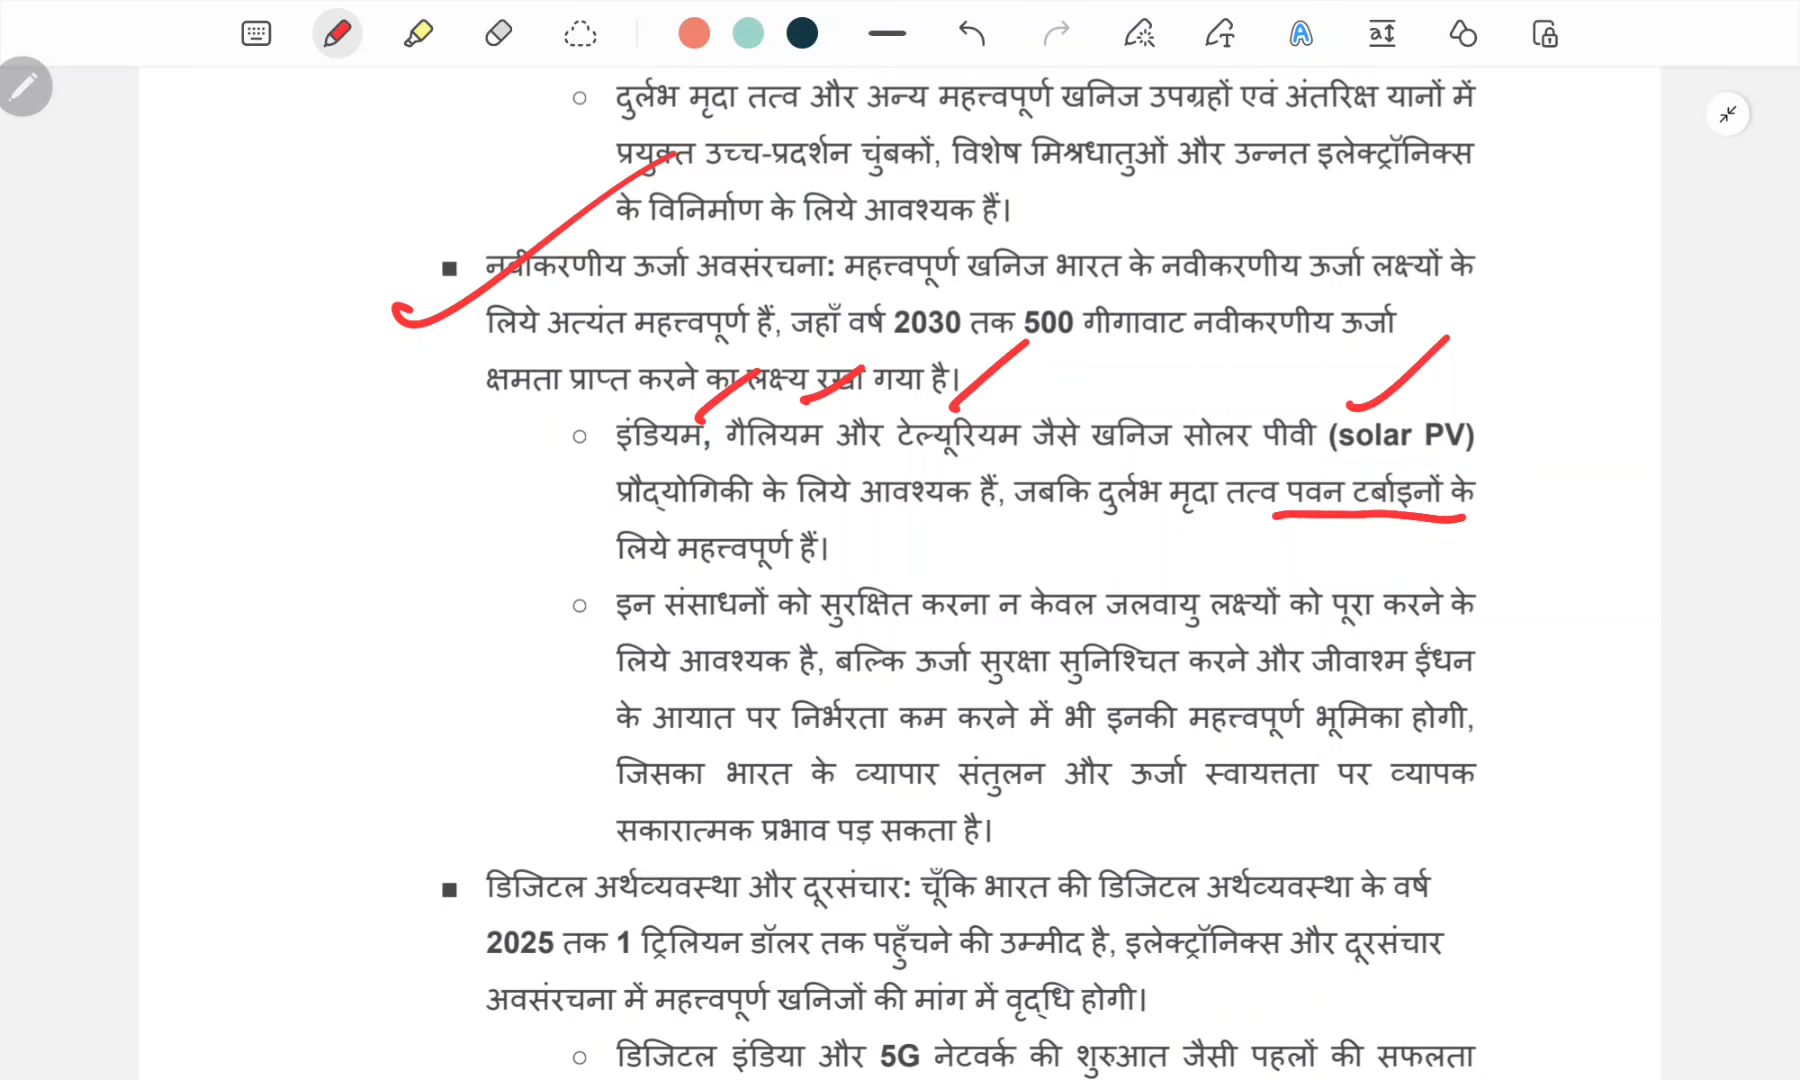 ○ दुर्लभ मृदा तत्व और अन्य महत्त्वपूर्ण खनिज उपग्रहों एवं अंतरिक्ष यानों में
प्रयुक्त उच्च-प्रदर्शन चुंबकों, विशेष मिश्रधातुओं और उन्नत इलेक्ट्रॉनिक्स
के विनिर्माण के लिये आवश्यक हैं।
■ नवीकरणीय ऊर्जा अवसंरचना: महत्त्वपूर्ण खनिज भारत के नवीकरणीय ऊर्जा लक्ष्यों के
लिये अत्यंत महत्त्वपूर्ण हैं, जहाँ वर्ष 2030 तक 500 गीगावाट नवीकरणीय ऊर्जा
क्षमता प्राप्त करने का लक्ष्य रखा गया है।
○ इंडियम, गैलियम और टेल्यूरियम जैसे खनिज सोलर पीवी (solar PV)
प्रौद्योगिकी के लिये आवश्यक हैं, जबकि दुर्लभ मृदा तत्व पवन टर्बाइनों के
लिये महत्त्वपूर्ण हैं।
○ इन संसाधनों को सुरक्षित करना न केवल जलवायु लक्ष्यों को पूरा करने के
लिये आवश्यक है, बल्कि ऊर्जा सुरक्षा सुनिश्चित करने और जीवाश्म ईंधन
के आयात पर निर्भरता कम करने में भी इनकी महत्त्वपूर्ण भूमिका होगी,
जिसका भारत के व्यापार संतुलन और ऊर्जा स्वायत्तता पर व्यापक
सकारात्मक प्रभाव पड़ सकता है।
■ डिजिटल अर्थव्यवस्था और दूरसंचार: चूँकि भारत की डिजिटल अर्थव्यवस्था के वर्ष
2025 तक 1 ट्रिलियन डॉलर तक पहुँचने की उम्मीद है, इलेक्ट्रॉनिक्स और दूरसंचार
अवसंरचना में महत्त्वपूर्ण खनिजों की मांग में वृद्धि होगी।
○ डिजिटल इंडिया और 5G नेटवर्क की शुरुआत जैसी पहलों की सफलता